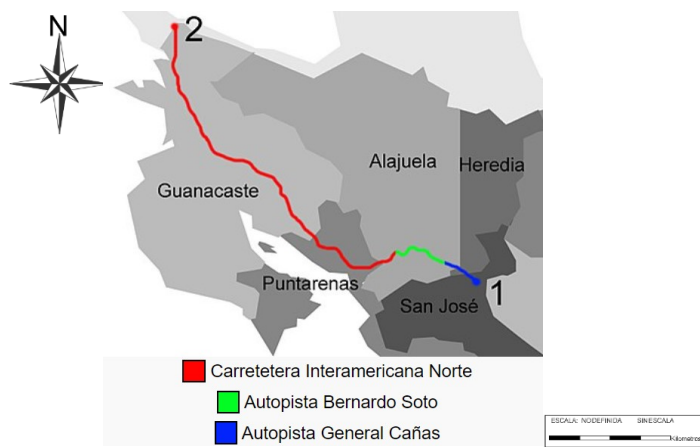 N
2
Alajuela
Heredia
Guanacaste
Puntarenas
San José
1
Carretetera Interamericana Norte
Autopista Bernardo Soto
Autopista General Cañas
ESCALA: NODEFINIDA SINESCALA
Kilometros